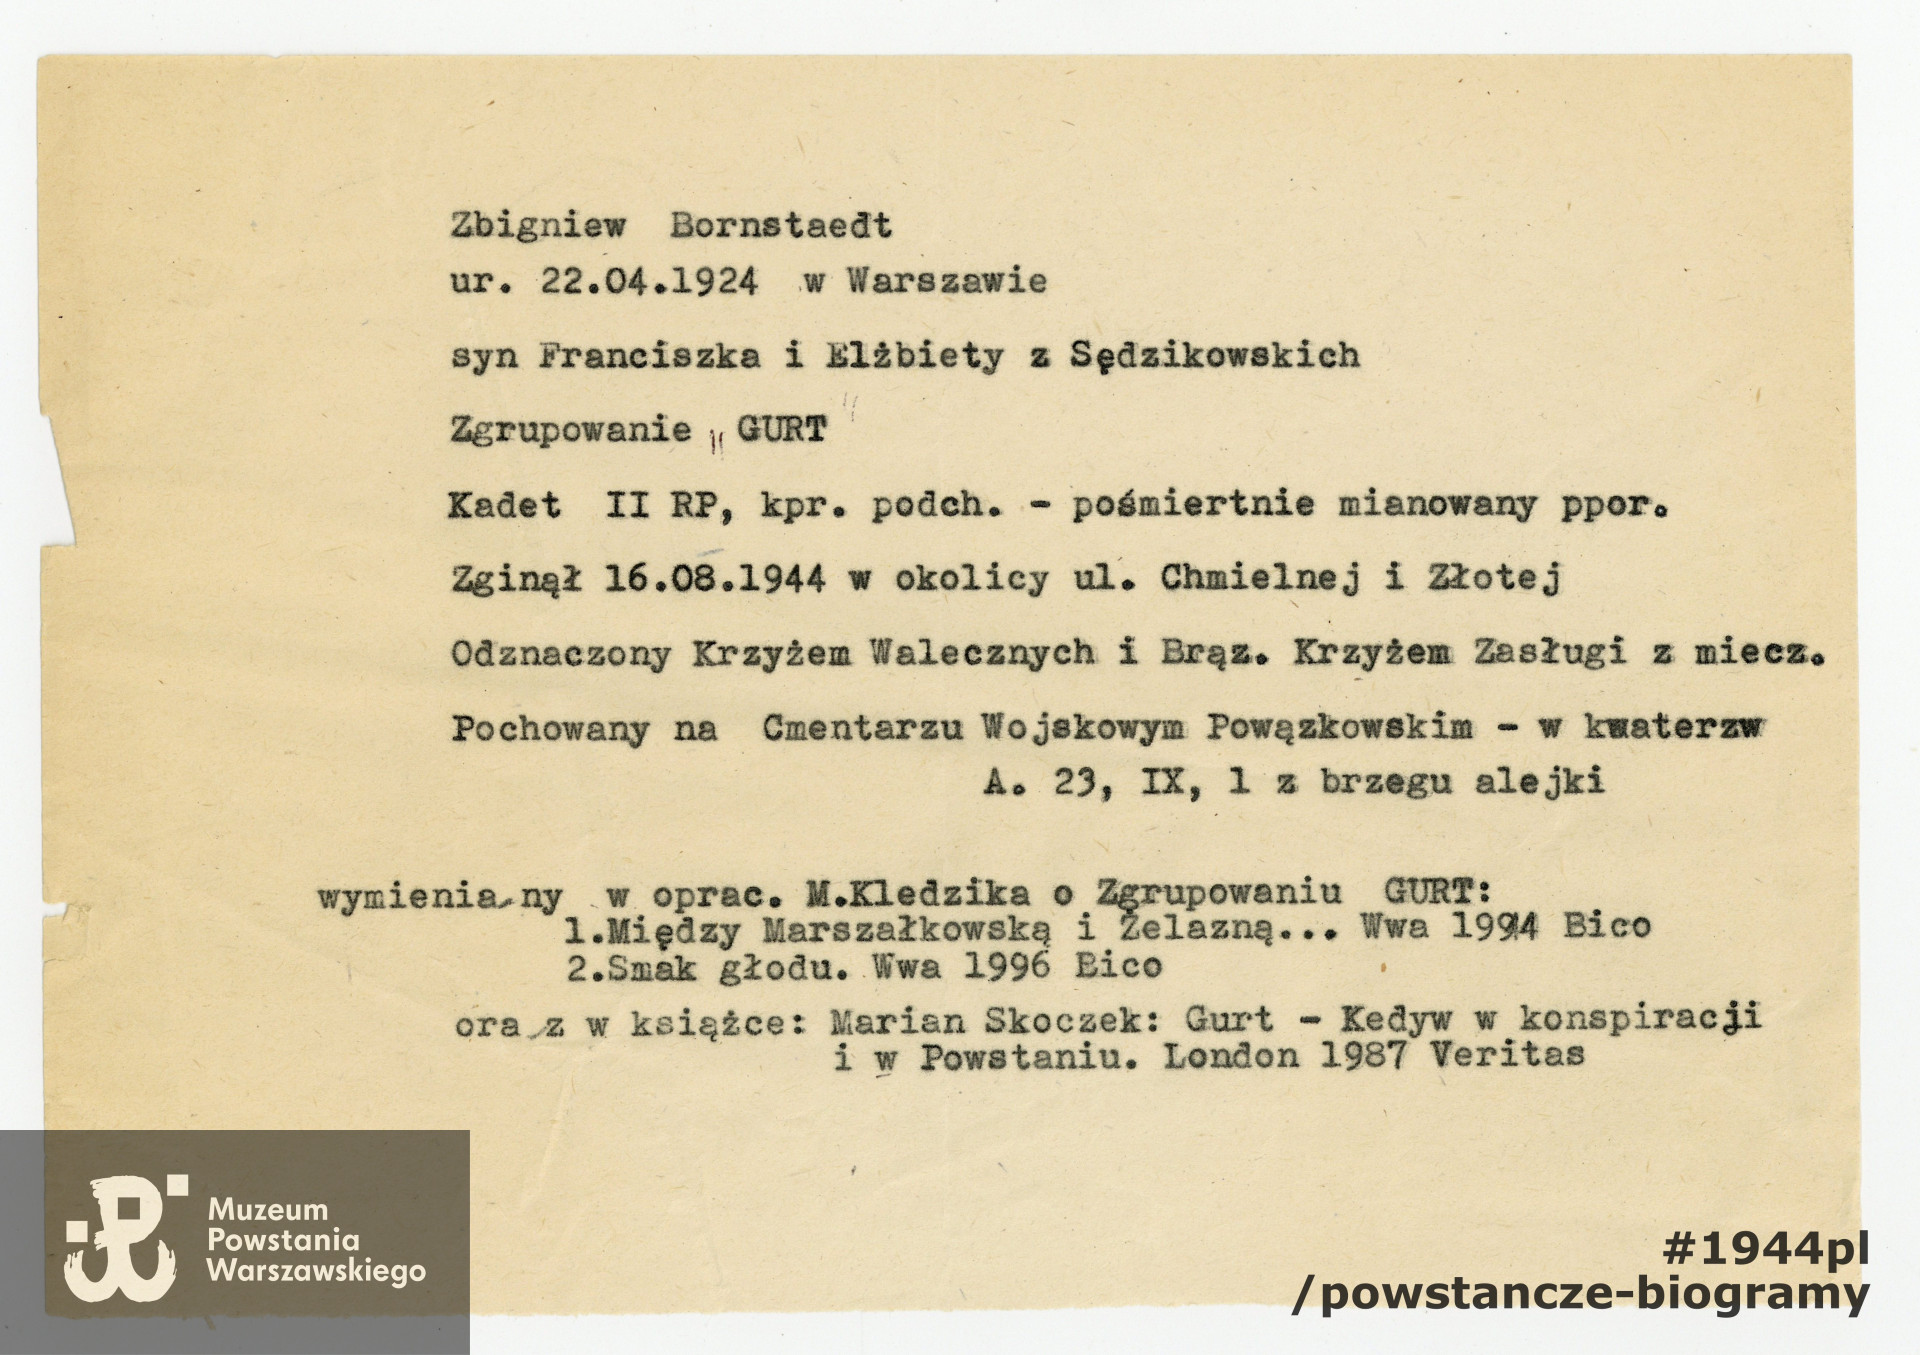 Zbigniew Bornstaedt
ur. 22.04.1924 w Warszawie
syn Franciszka i Elżbiety z Sędzikowskich
Zgrupowanie „GURT"
Kadet II RP, kpr. podch. - pośmiertnie mianowany ppor.
Zginął 16.08.1944 w okolicy ul. Chmielnej i Złotej
Odznaczony Krzyżem Walecznych i Brąz. Krzyżem Zasługi z miecz.
Pochowany na Cmentarzu Wojskowym Powązkowskim - w kwaterzw
A. 23, IX, 1 z brzegu alejki
wymieniany w oprac. M.Kledzika o Zgrupowaniu GURT:
1.Między Marszałkowską i Żelazną... Wwa 1994 Bico
2.Smak głodu. Wwa 1996 Bico
oraz w książce: Marian Skoczek: Gurt - Kedyw w konspiracji
i w Powstaniu. London 1987 Veritas
Muzeum
Powstania
Warszawskiego
#1944pl
/powstancze-biogramy